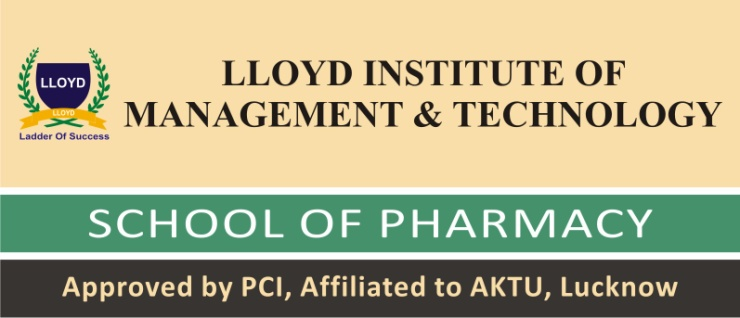 LLOYD
LLOYD
Ladder Of Success
LLOYD INSTITUTE OF
MANAGEMENT & TECHNOLOGY
SCHOOL OF PHARMACY
Approved by PCI, Affiliated to AKTU, Lucknow